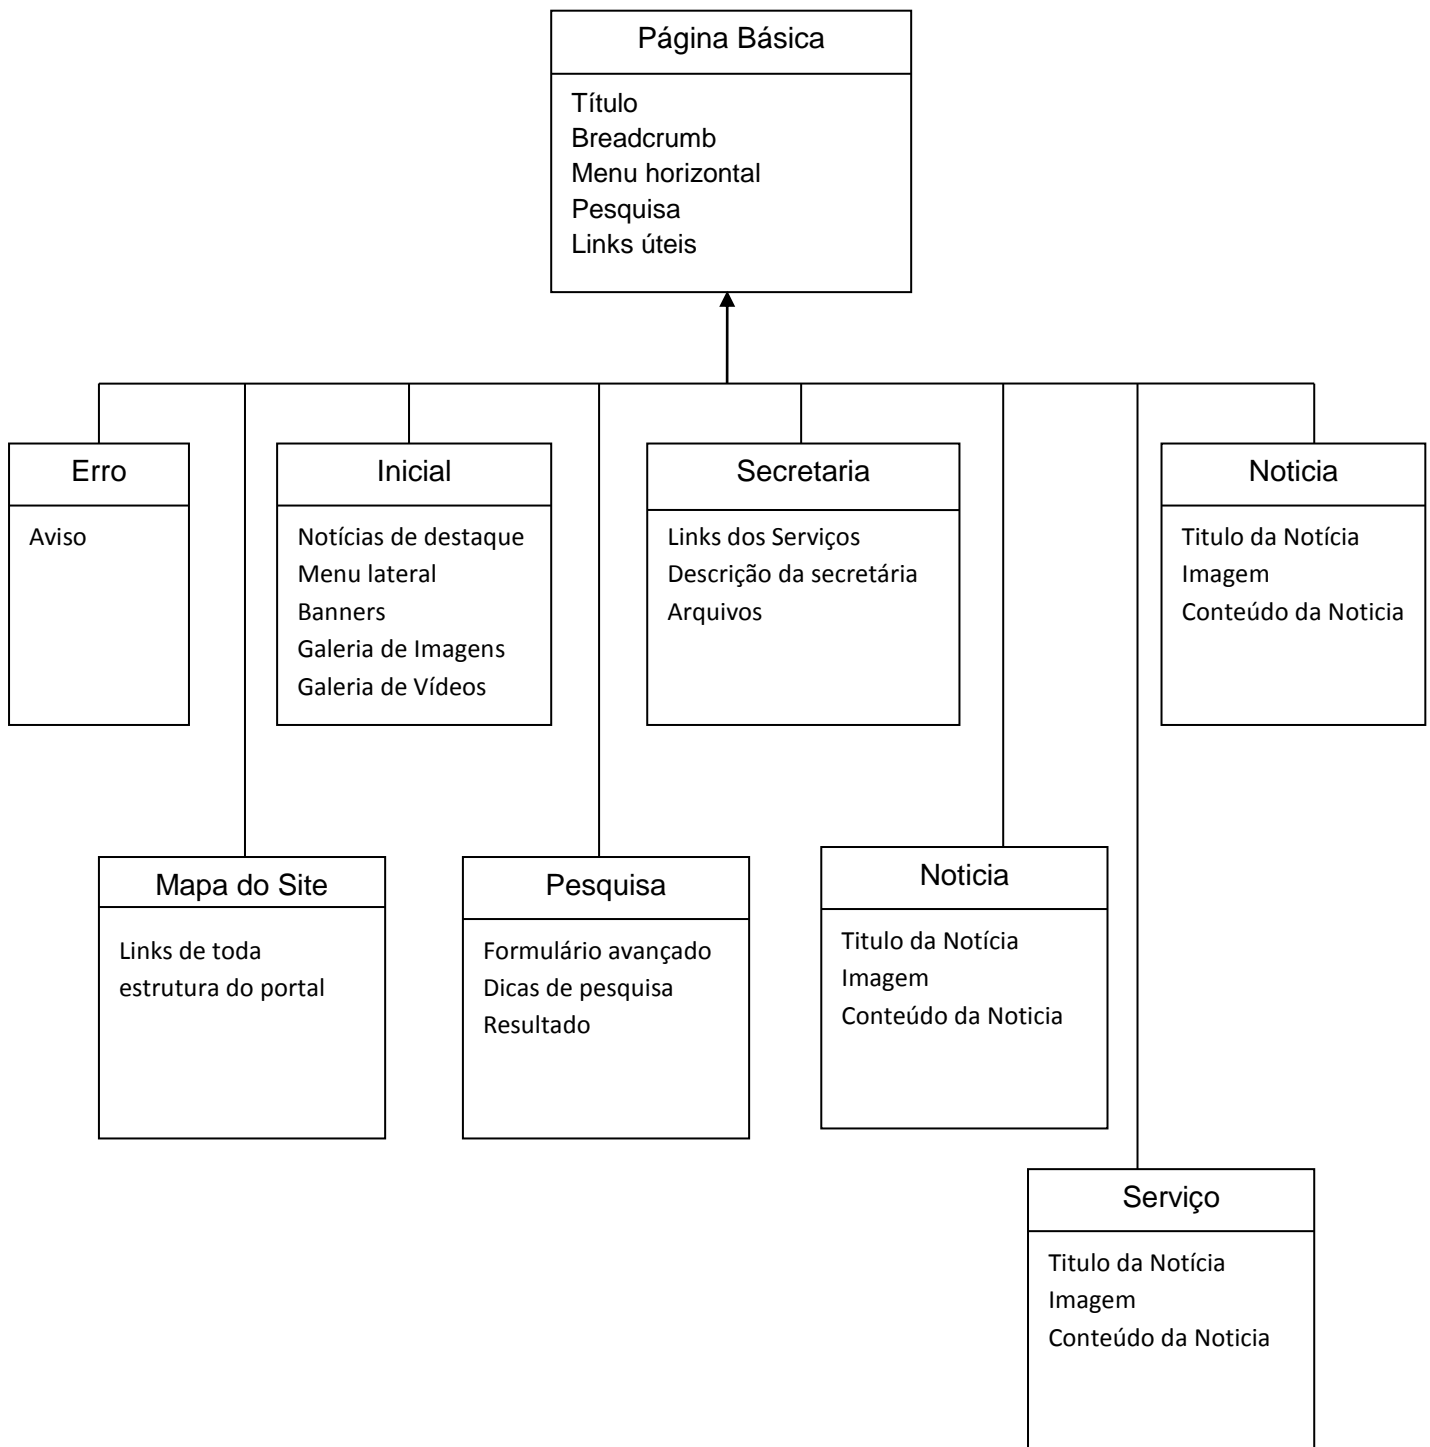 Página Básica
Título
Breadcrumb
Menu horizontal
Pesquisa
Links úteis
Erro
Aviso
Inicial
Notícias de destaque
Menu lateral
Banners
Galeria de Imagens
Galeria de Vídeos
Secretaria
Links dos Serviços
Descrição da secretária
Arquivos
Noticia
Titulo da Notícia
Imagem
Conteúdo da Noticia
Mapa do Site
Links de toda
estrutura do portal
Pesquisa
Formulário avançado
Dicas de pesquisa
Resultado
Noticia
Titulo da Notícia
Imagem
Conteúdo da Noticia
Serviço
Titulo da Notícia
Imagem
Conteúdo da Noticia